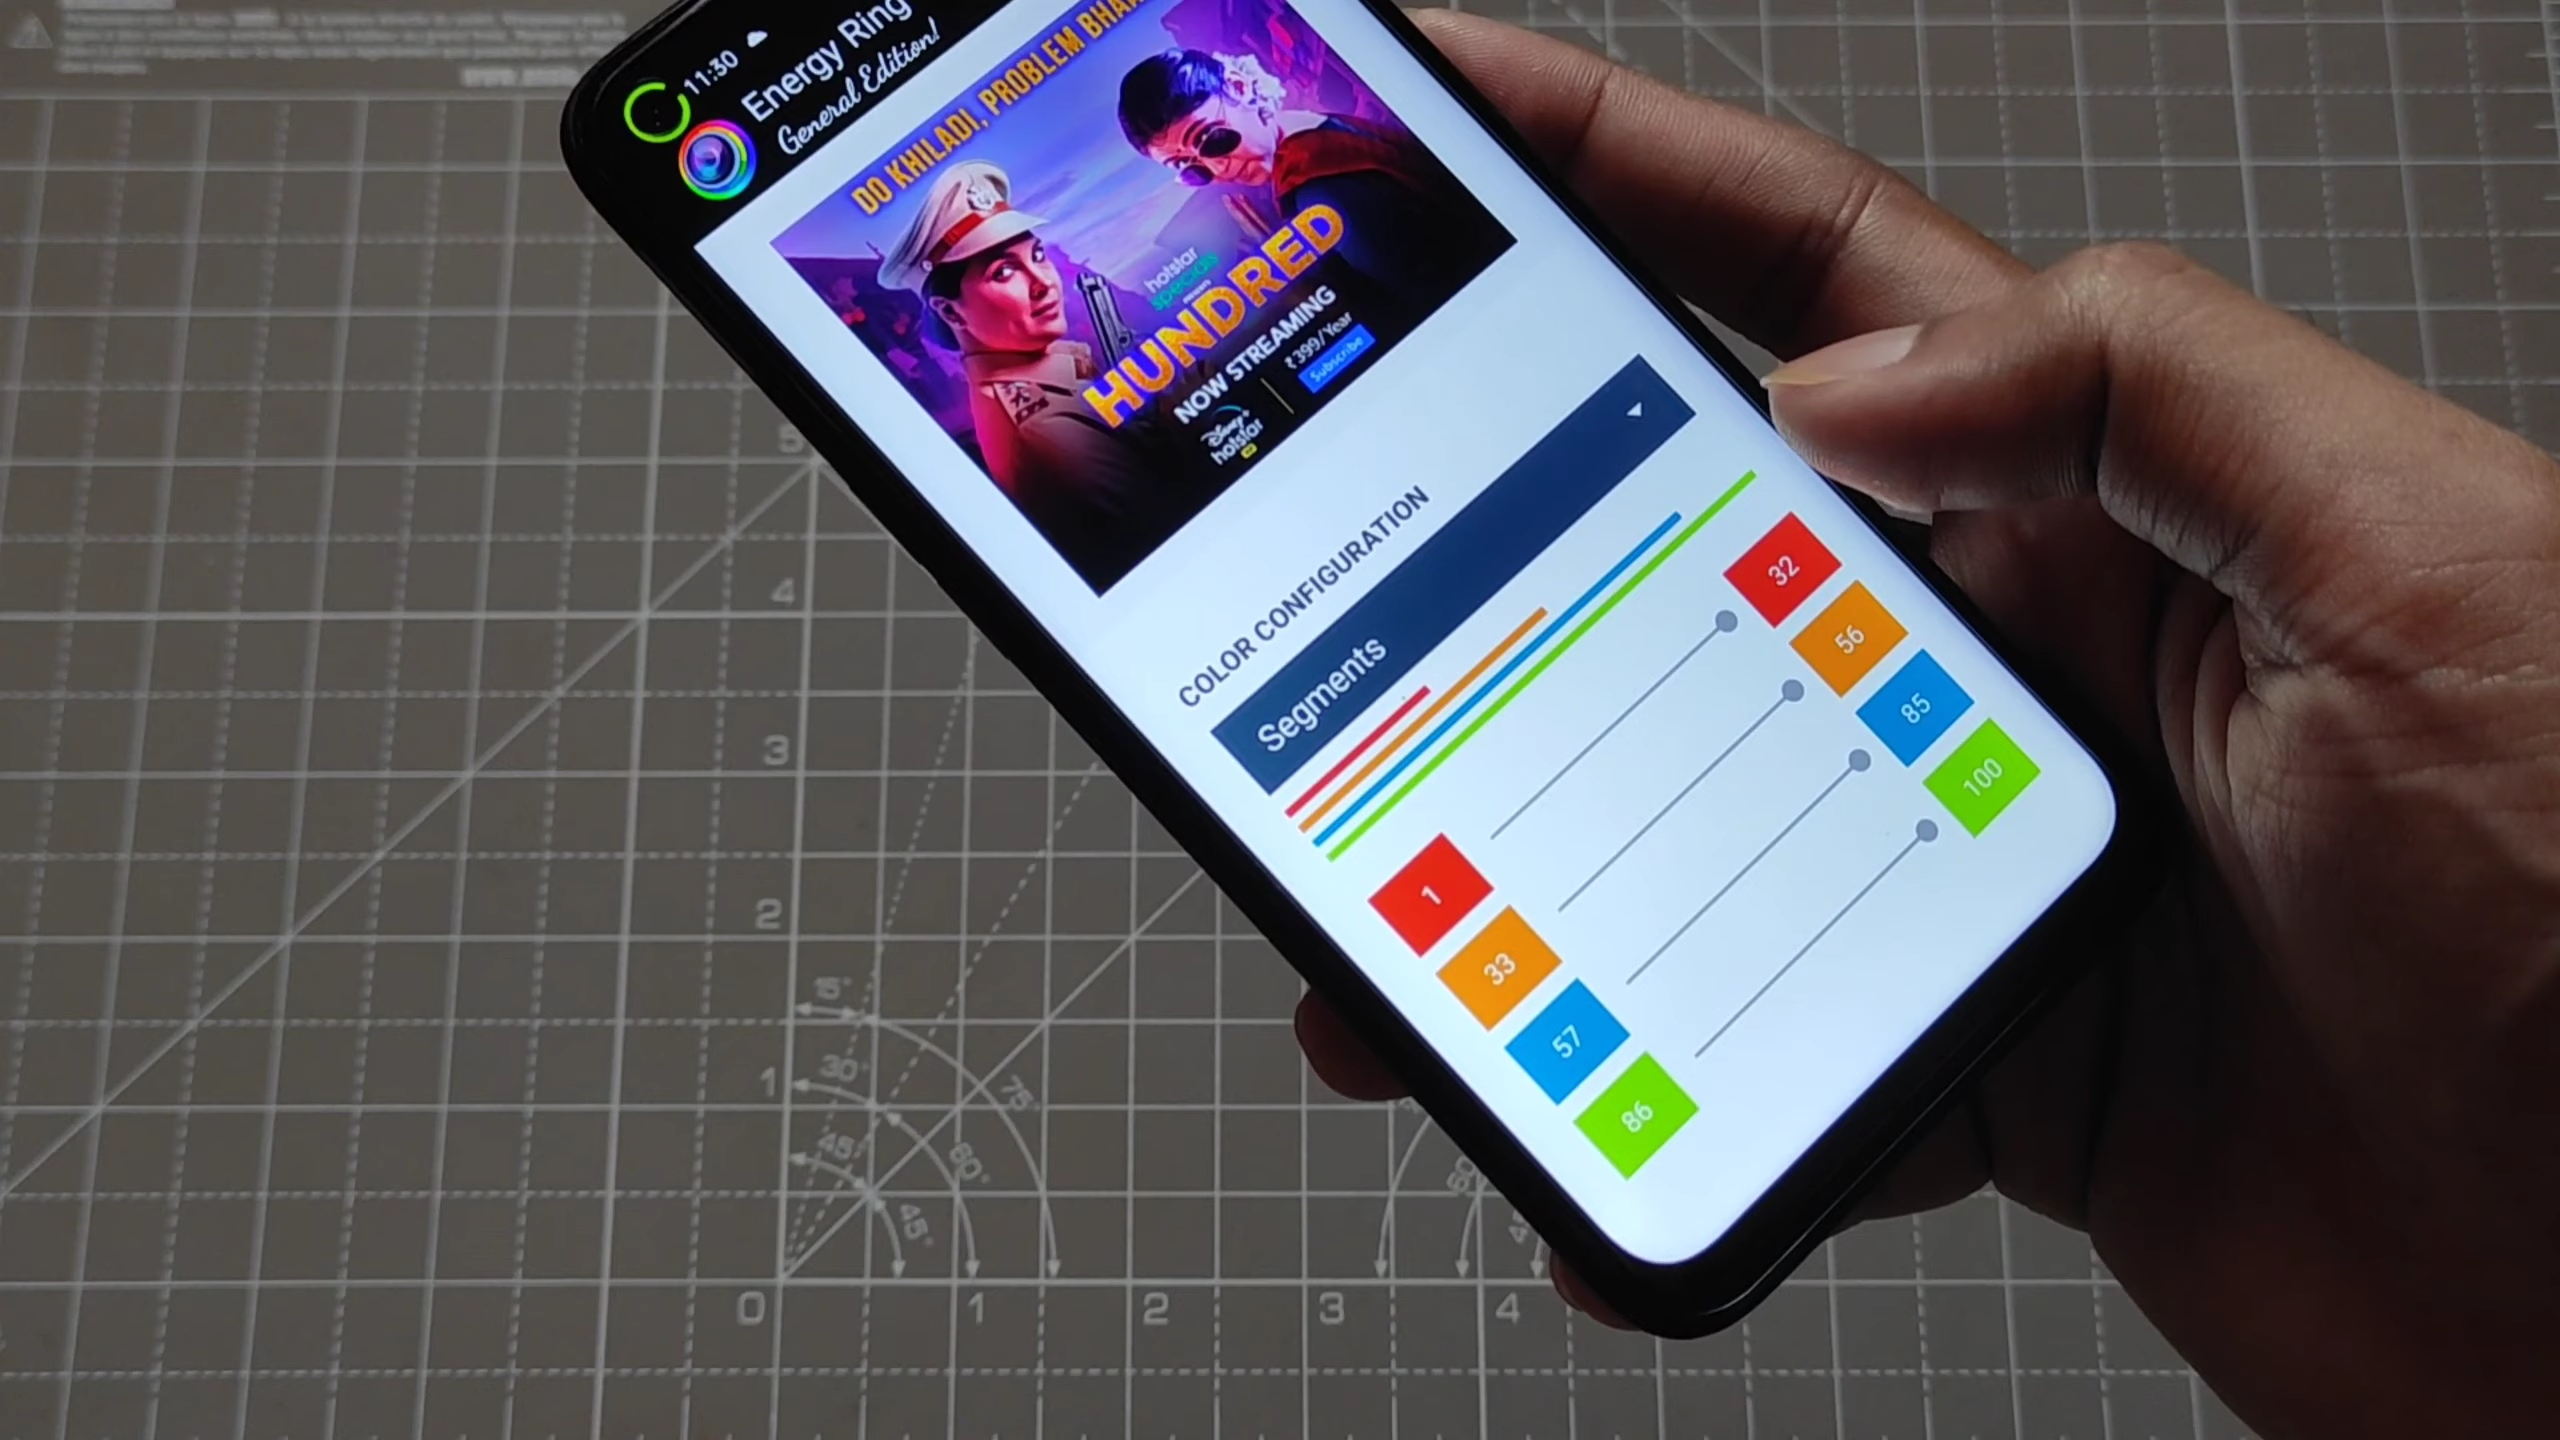 11:30
Energy Ring
General Edition!
DO KHILADI, PROBLEM
hotstar
specials
presents
HUNDRED
NOW STREAMING
₹399/Year
Subscribe
Disney+
hotstar
COLOR CONFIGURATION
Segments
1 32
33 56
57 85
86 100
5
4
3
2
1
0 1 2 3 4
30°
75°
45°
60°
45°
60